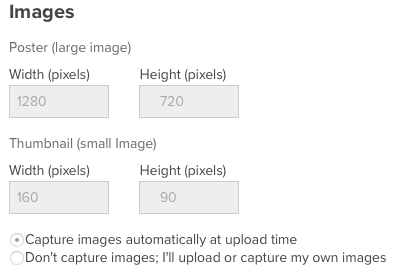 Images
Poster (large image)
Width (pixels) Height (pixels)
1280 720
Thumbnail (small Image)
Width (pixels) Height (pixels)
160 90
Capture images automatically at upload time
Don't capture images; I'll upload or capture my own images